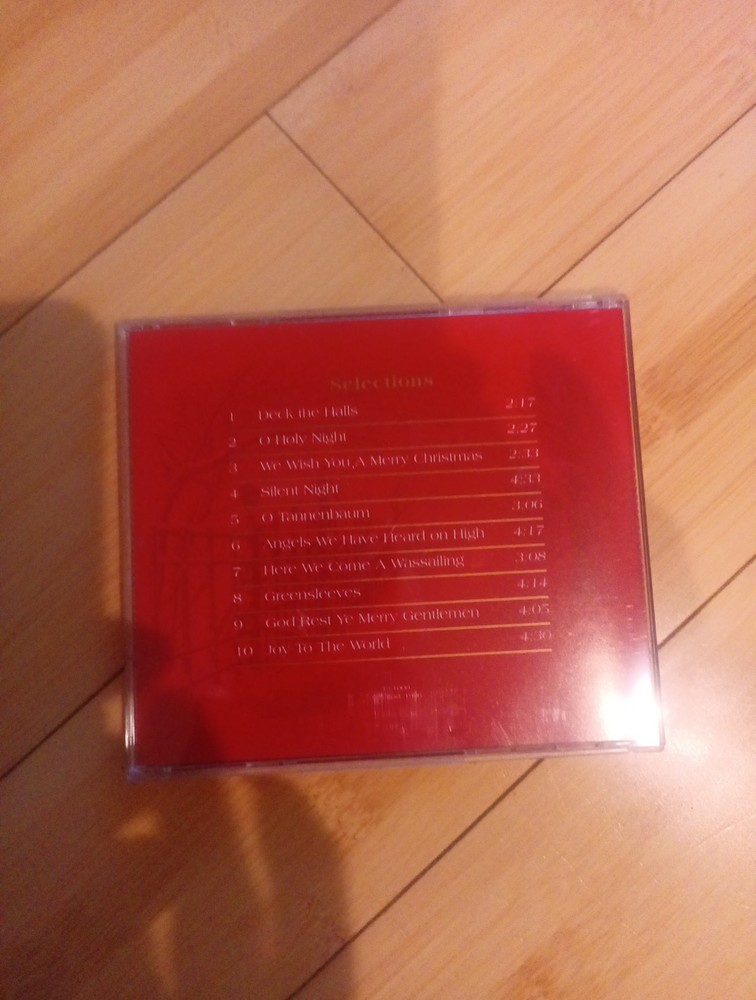 Selections
1 Deck the Halls 2:17
2 O Holy Night 2:27
3 We Wish You A Merry Christmas 2:33
4 Silent Night 4:33
5 O Tannenbaum 3:06
6 Angels We Have Heard on High 4:17
7 Here We Come A Wassailing 3:08
8 Greensleeves 4:14
9 God Rest Ye Merry Gentlemen 4:05
10 Joy To The World 4:30